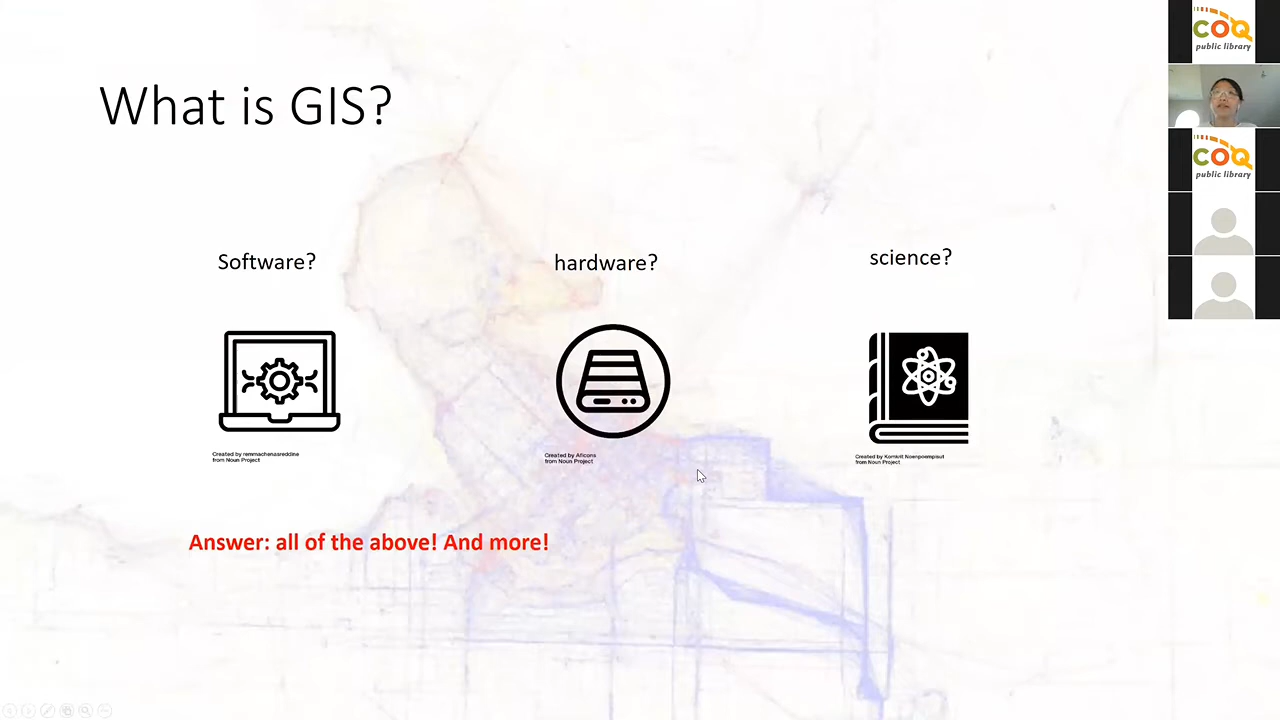 What is GIS?
Software?
hardware?
science?
Created by remmachenasreddine
from Noun Project
Created by Aficons
from Noun Project
Created by Komkrit Noenpoempisut
from Noun Project
Answer: all of the above! And more!
COQ
public library
COQ
public library